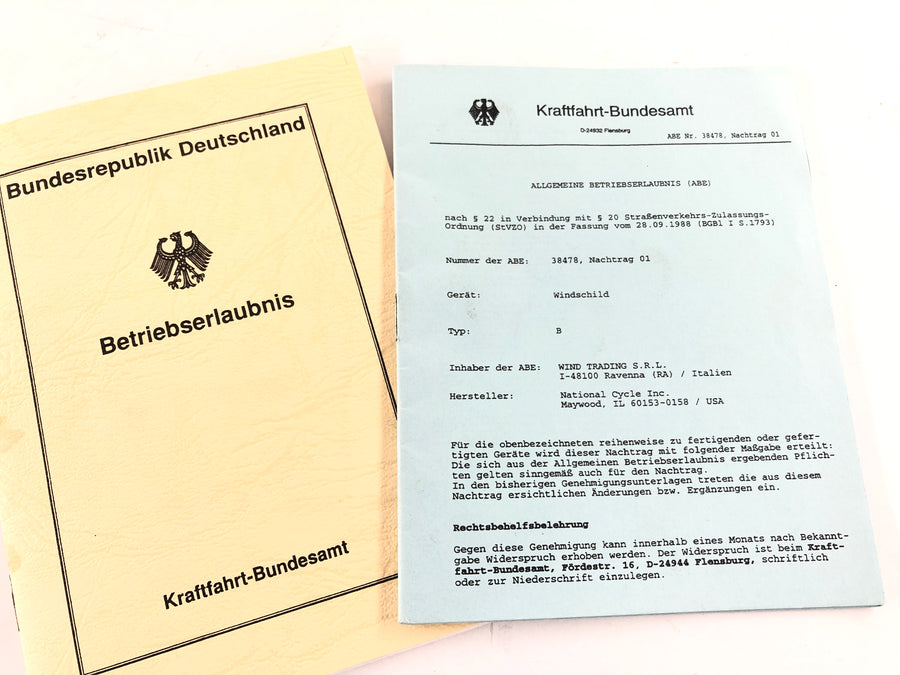 Bundesrepublik Deutschland
Betriebserlaubnis
Kraftfahrt-Bundesamt
Kraftfahrt-Bundesamt
D-24932 Flensburg
ABE Nr. 38478, Nachtrag 01
ALLGEMEINE BETRIEBSERLAUBNIS (ABE)
nach § 22 in Verbindung mit § 20 Straßenverkehrs-Zulassungs-
Ordnung (StVZO) in der Fassung vom 28.09.1988 (BGBl I S.1793)
Nummer der ABE: 38478, Nachtrag 01
Gerät: Windschild
Typ: B
Inhaber der ABE: WIND TRADING S.R.L.
I-48100 Ravenna (RA) / Italien
Hersteller: National Cycle Inc.
Maywood, IL 60153-0158 / USA
Für die obenbezeichneten reihenweise zu fertigenden oder gefer-
tigten Geräte wird dieser Nachtrag mit folgender Maßgabe erteilt:
Die sich aus der Allgemeinen Betriebserlaubnis ergebenden Pflich-
ten gelten sinngemäß auch für den Nachtrag.
In den bisherigen Genehmigungsunterlagen treten die aus diesem
Nachtrag ersichtlichen Änderungen bzw. Ergänzungen ein.
Rechtsbehelfsbelehrung
Gegen diese Genehmigung kann innerhalb eines Monats nach Bekannt-
gabe Widerspruch erhoben werden. Der Widerspruch ist beim Kraft-
fahrt-Bundesamt, Fördestr. 16, D-24944 Flensburg, schriftlich
oder zur Niederschrift einzulegen.